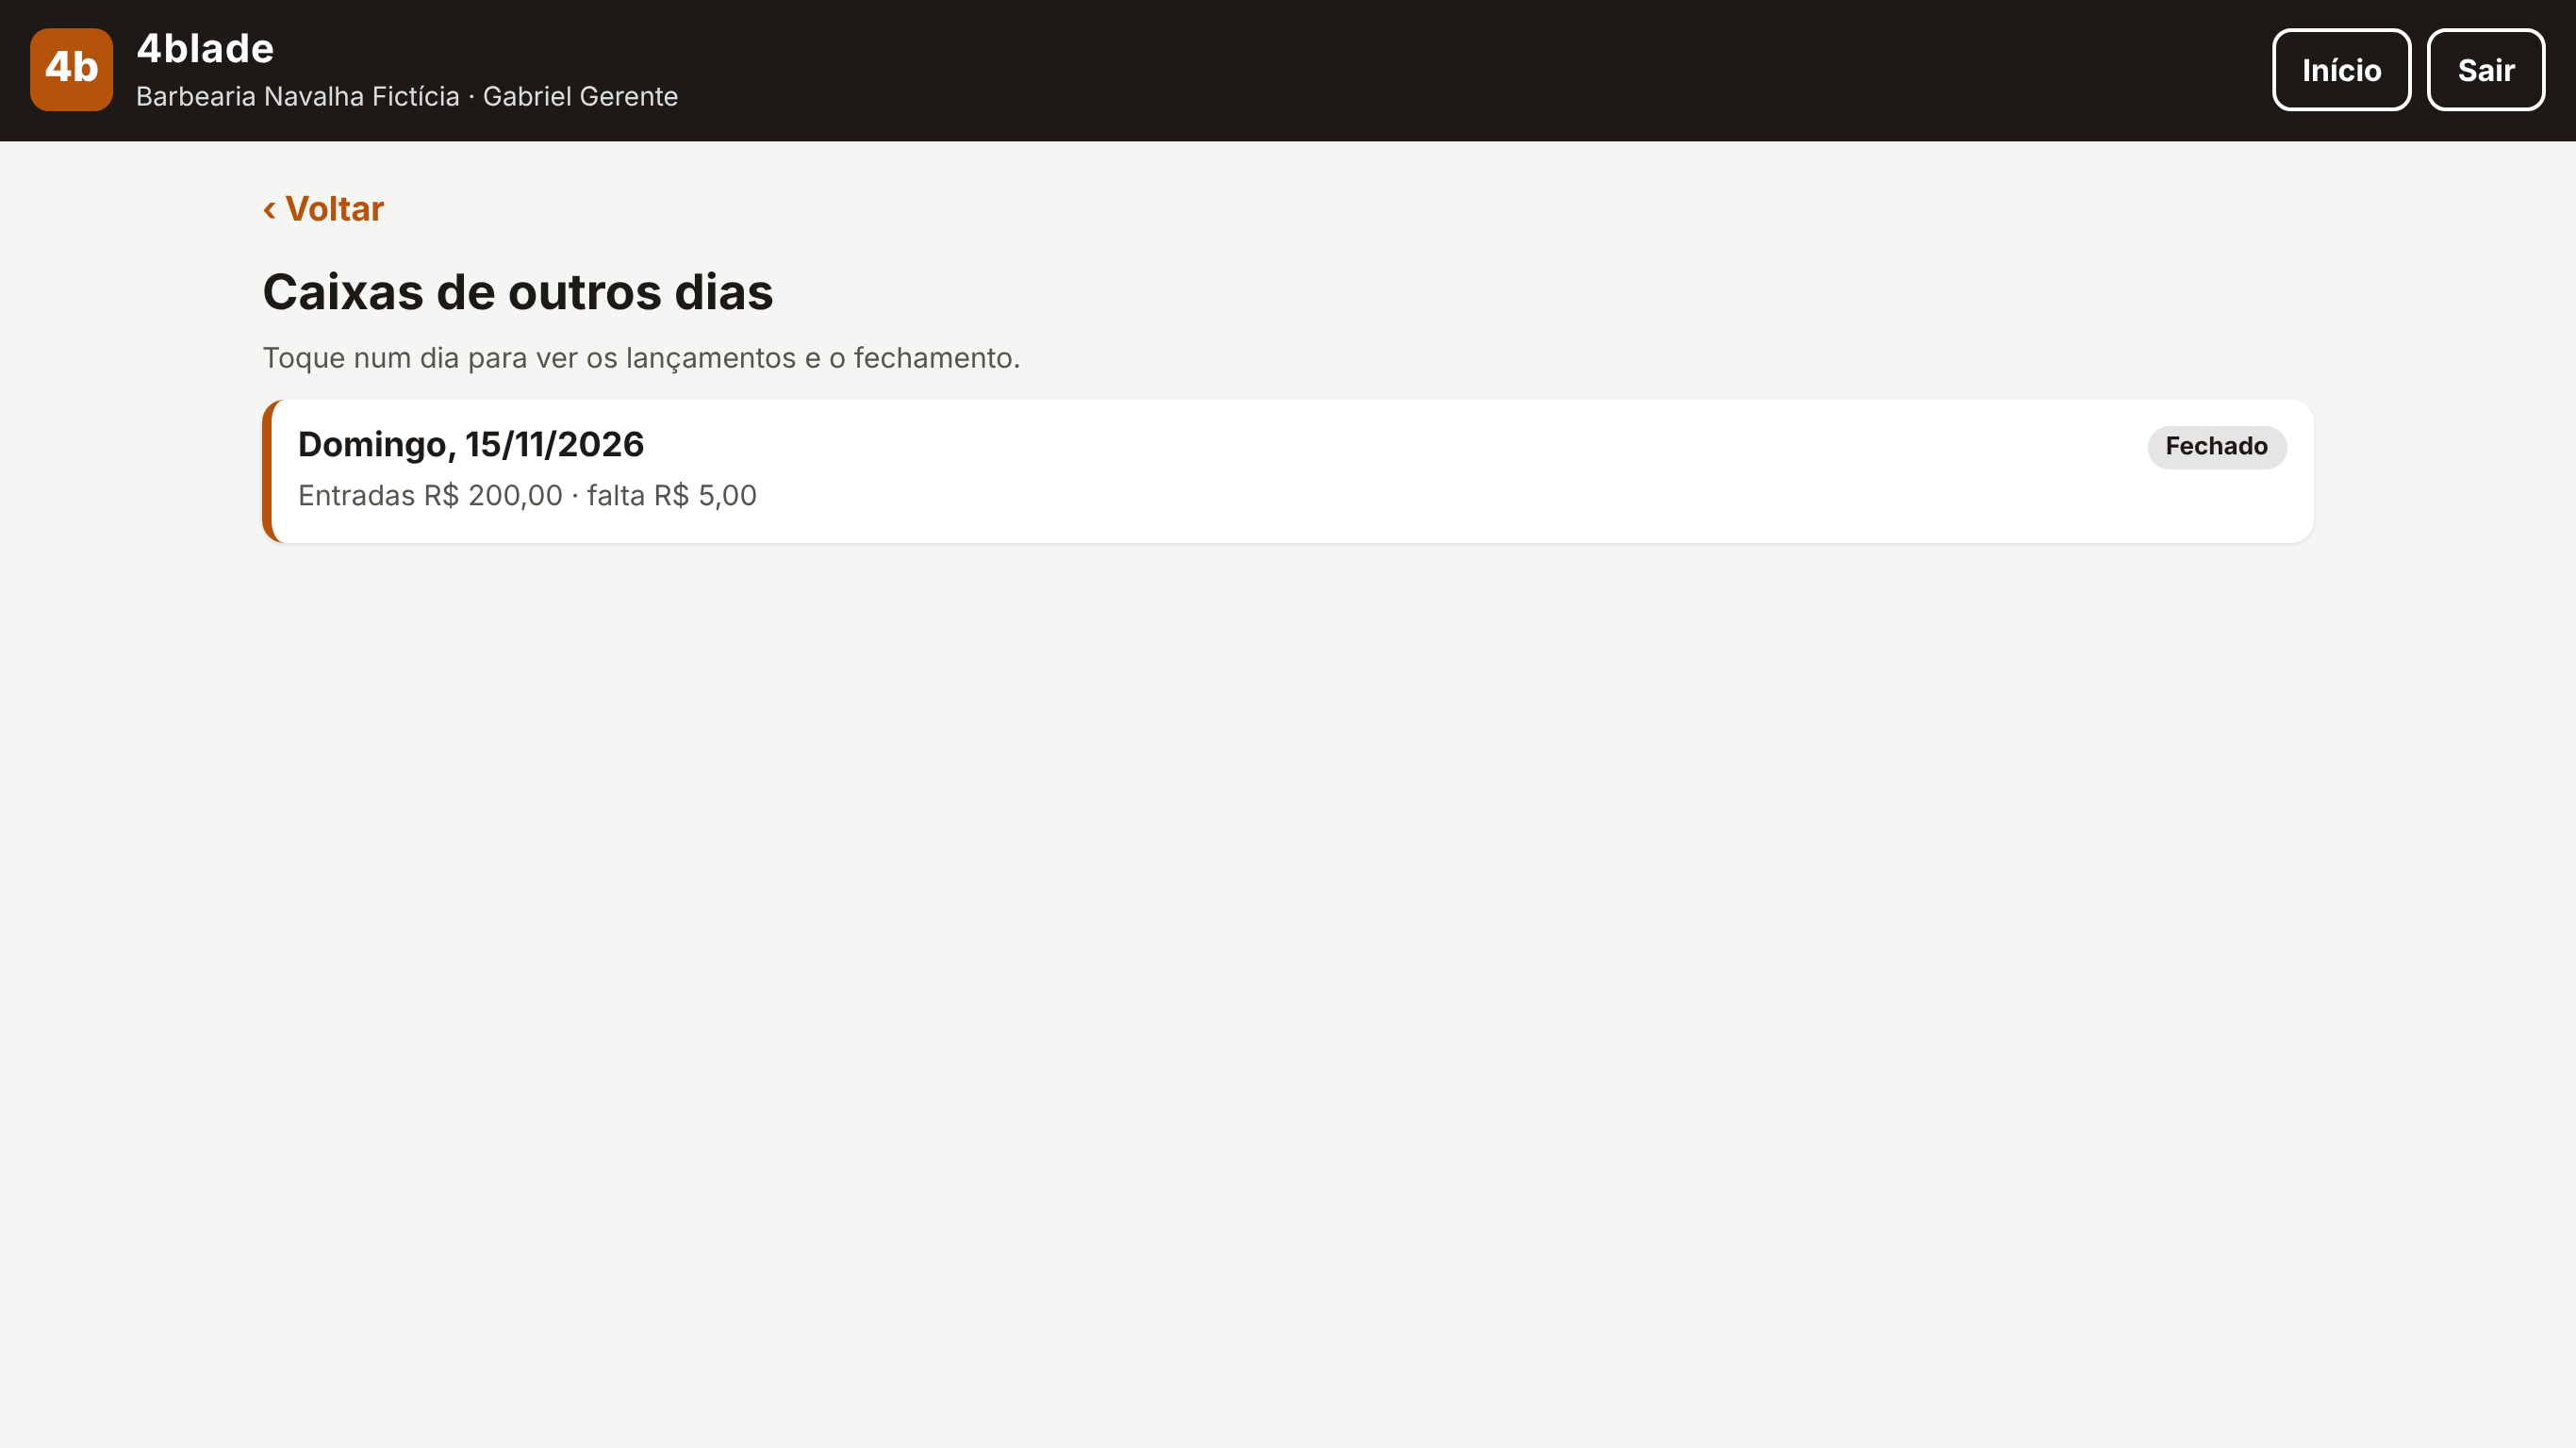 4b
4blade
Barbearia Navalha Fictícia · Gabriel Gerente
Início
Sair
‹ Voltar
Caixas de outros dias
Toque num dia para ver os lançamentos e o fechamento.
Domingo, 15/11/2026
Fechado
Entradas R$ 200,00 · falta R$ 5,00